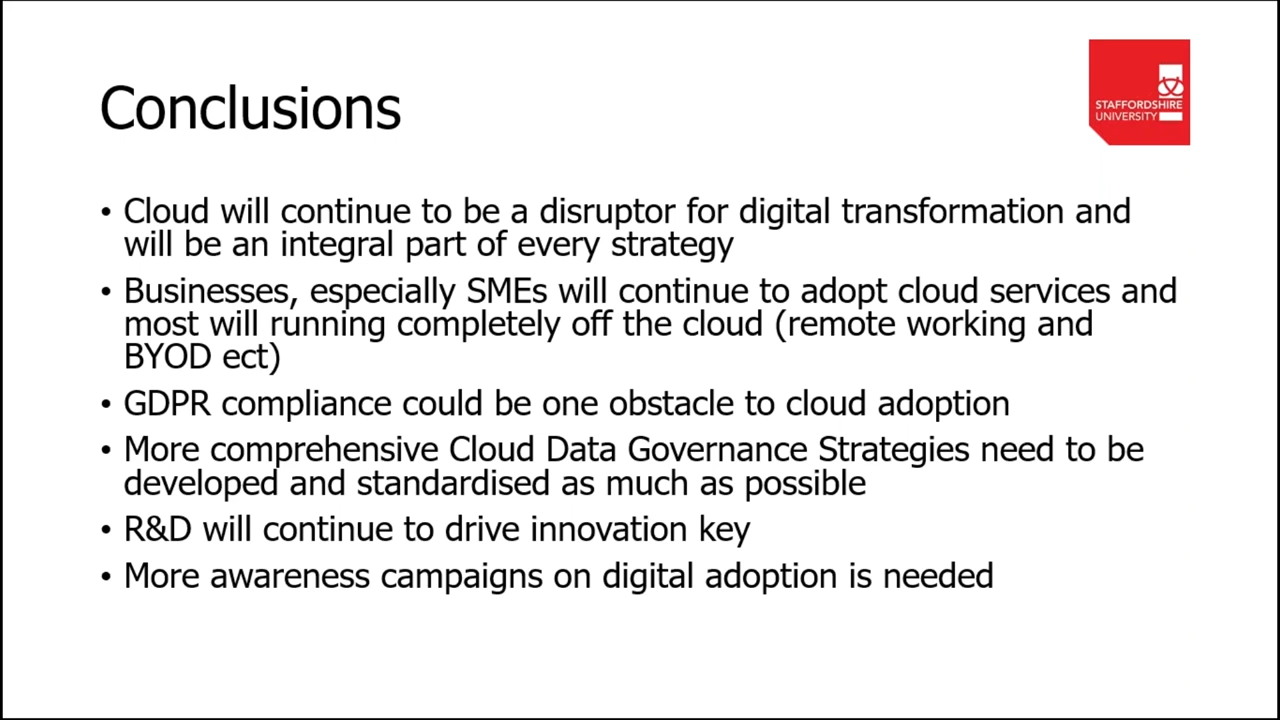 Conclusions
STAFFORDSHIRE
UNIVERSITY
• Cloud will continue to be a disruptor for digital transformation and
will be an integral part of every strategy
• Businesses, especially SMEs will continue to adopt cloud services and
most will running completely off the cloud (remote working and
BYOD ect)
• GDPR compliance could be one obstacle to cloud adoption
• More comprehensive Cloud Data Governance Strategies need to be
developed and standardised as much as possible
• R&D will continue to drive innovation key
• More awareness campaigns on digital adoption is needed